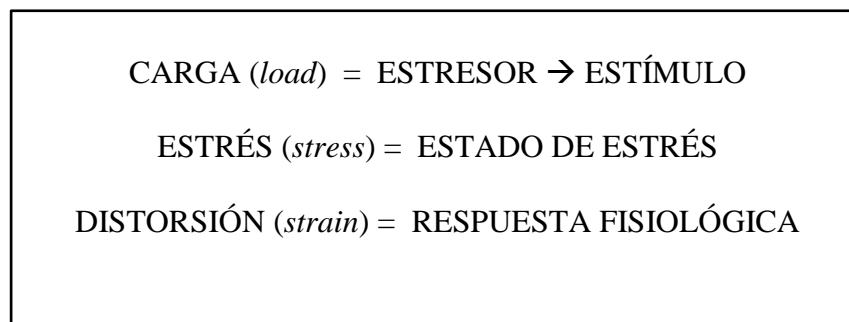 CARGA (load) = ESTRESOR → ESTÍMULO
ESTRÉS (stress) = ESTADO DE ESTRÉS
DISTORSIÓN (strain) = RESPUESTA FISIOLÓGICA